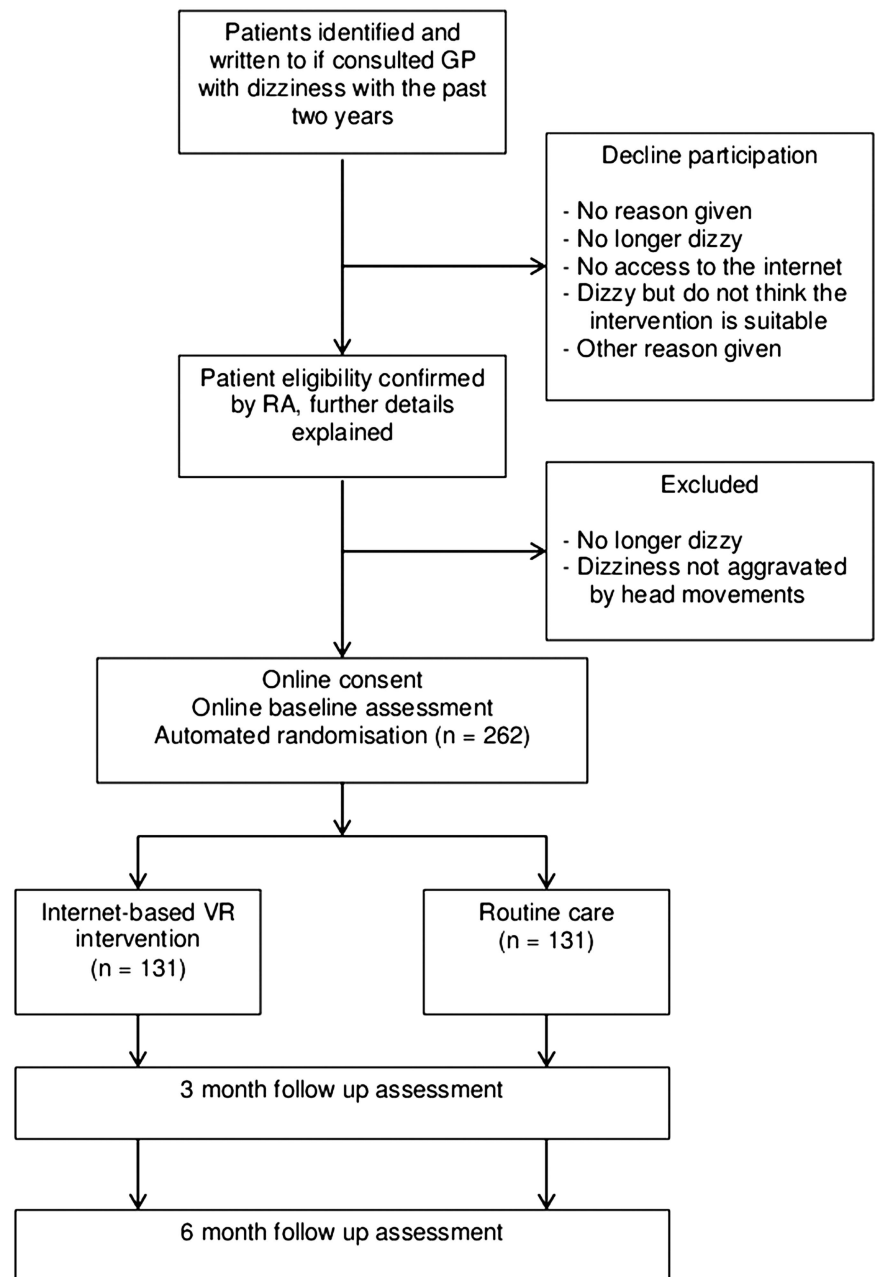 Patients identified and
written to if consulted GP
with dizziness with the past
two years
Decline participation
- No reason given
- No longer dizzy
- No access to the internet
- Dizzy but do not think the
intervention is suitable
- Other reason given
Patient eligibility confirmed
by RA, further details
explained
Excluded
- No longer dizzy
- Dizziness not aggravated
by head movements
Online consent
Online baseline assessment
Automated randomisation (n = 262)
Internet-based VR
intervention
(n = 131)
Routine care
(n = 131)
3 month follow up assessment
6 month follow up assessment